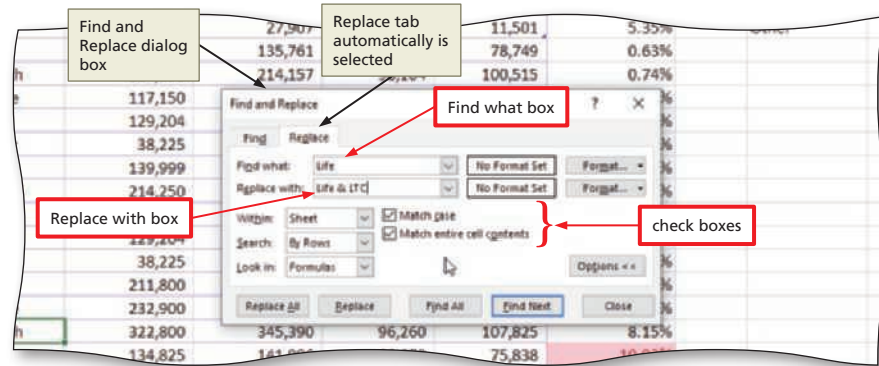 Find and
Replace dialog
box
Replace tab
automatically is
selected
27,907 11,501 5.35%
135,761 78,749 0.63%
h 214,157 100,515 0.74%
117,150
129,204
38,225
139,999
214,250
38,225
211,800
232,900
h 322,800 345,390 96,260 107,825 8.15%
134,825 75,838
Find and Replace ? ×
Find what box
Find Replace
Find what: Life No Format Set Format...
Replace with: Life & LTC No Format Set Format...
Replace with box
Within: Sheet Match case
Match entire cell contents
check boxes
Search: By Rows
Look in: Formulas Options <<
Replace All Replace Find All Find Next Close